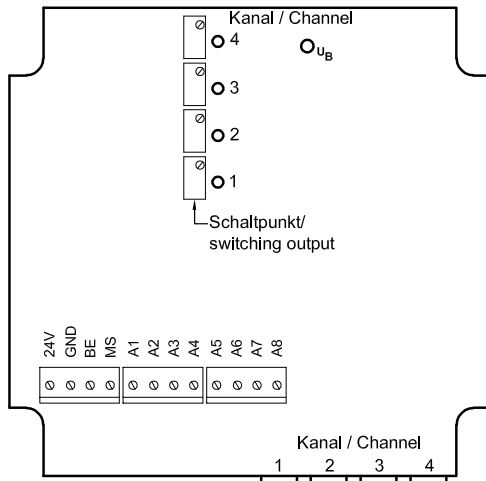 Kanal / Channel
4
U_B
3
2
1
Schaltpunkt/
switching output
24V GND BE MS A1 A2 A3 A4 A5 A6 A7 A8
Kanal / Channel
1 2 3 4